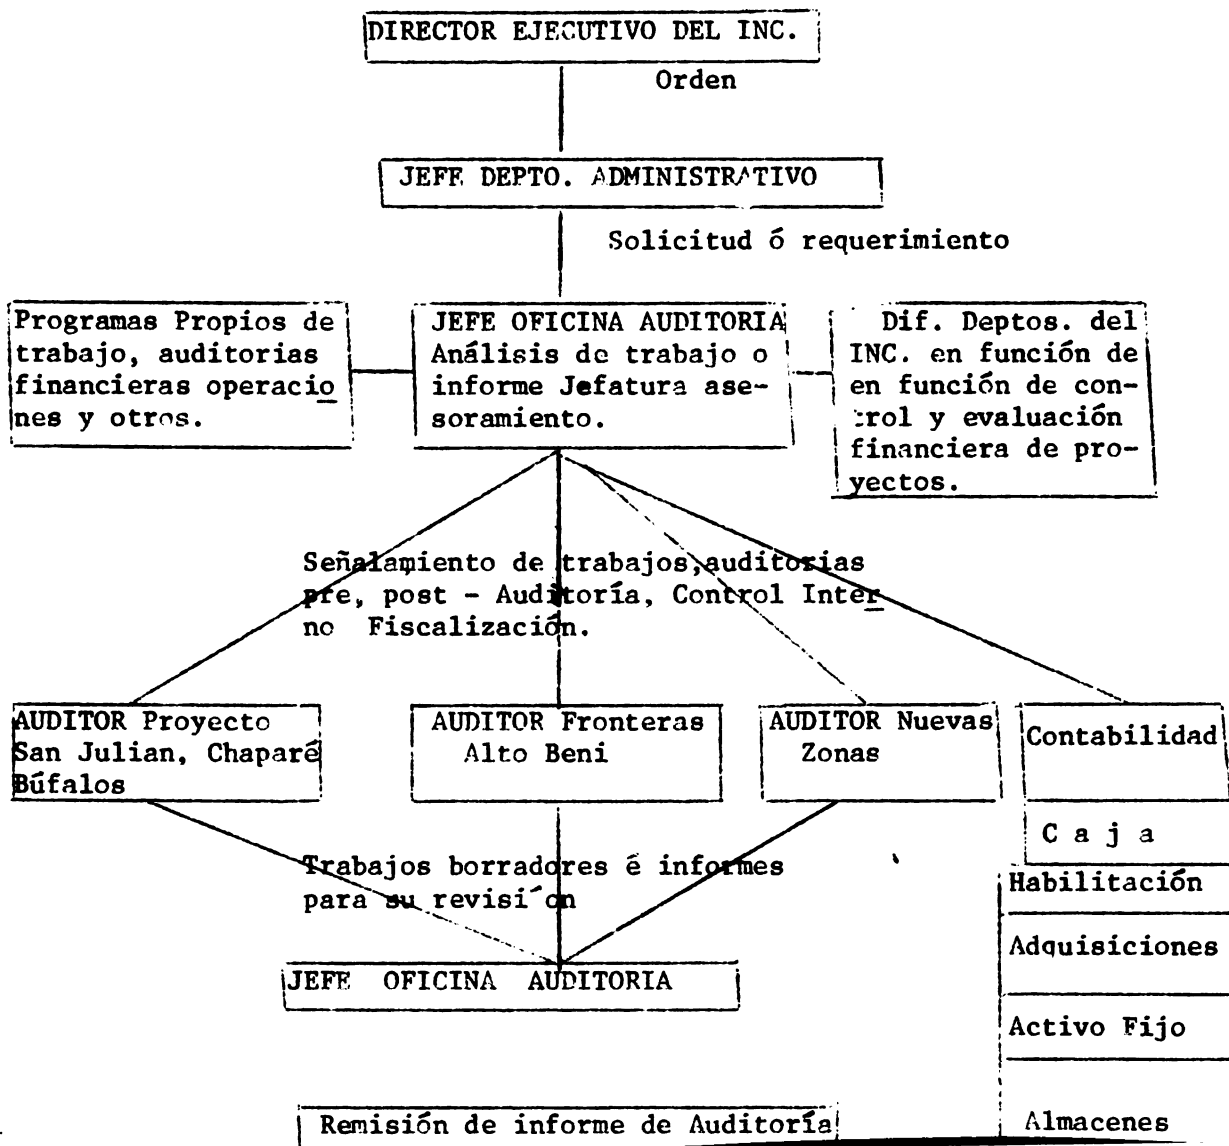 DIRECTOR EJECUTIVO DEL INC.
Orden
JEFE DEPTO. ADMINISTRATIVO
Solicitud ó requerimiento
Programas Propios de
trabajo, auditorias
financieras operacio
nes y otros.
JEFE OFICINA AUDITORIA
Análisis de trabajo o
informe Jefatura ase-
soramiento.
Dif. Deptos. del
INC. en función de
en función de con-
trol y evaluación
financiera de pro-
yectos.
Señalamiento de trabajos,auditorias
pre, post - Auditoría, Control Inter
no Fiscalización.
AUDITOR Proyecto
San Julian, Chaparé
Búfalos
AUDITOR Fronteras
Alto Beni
AUDITOR Nuevas
Zonas
Contabilidad
C a j a
Habilitación
Adquisiciones
Activo Fijo
Almacenes
Trabajos borradores é informes
para su revisi´on
JEFE OFICINA AUDITORIA
Remisión de informe de Auditoría